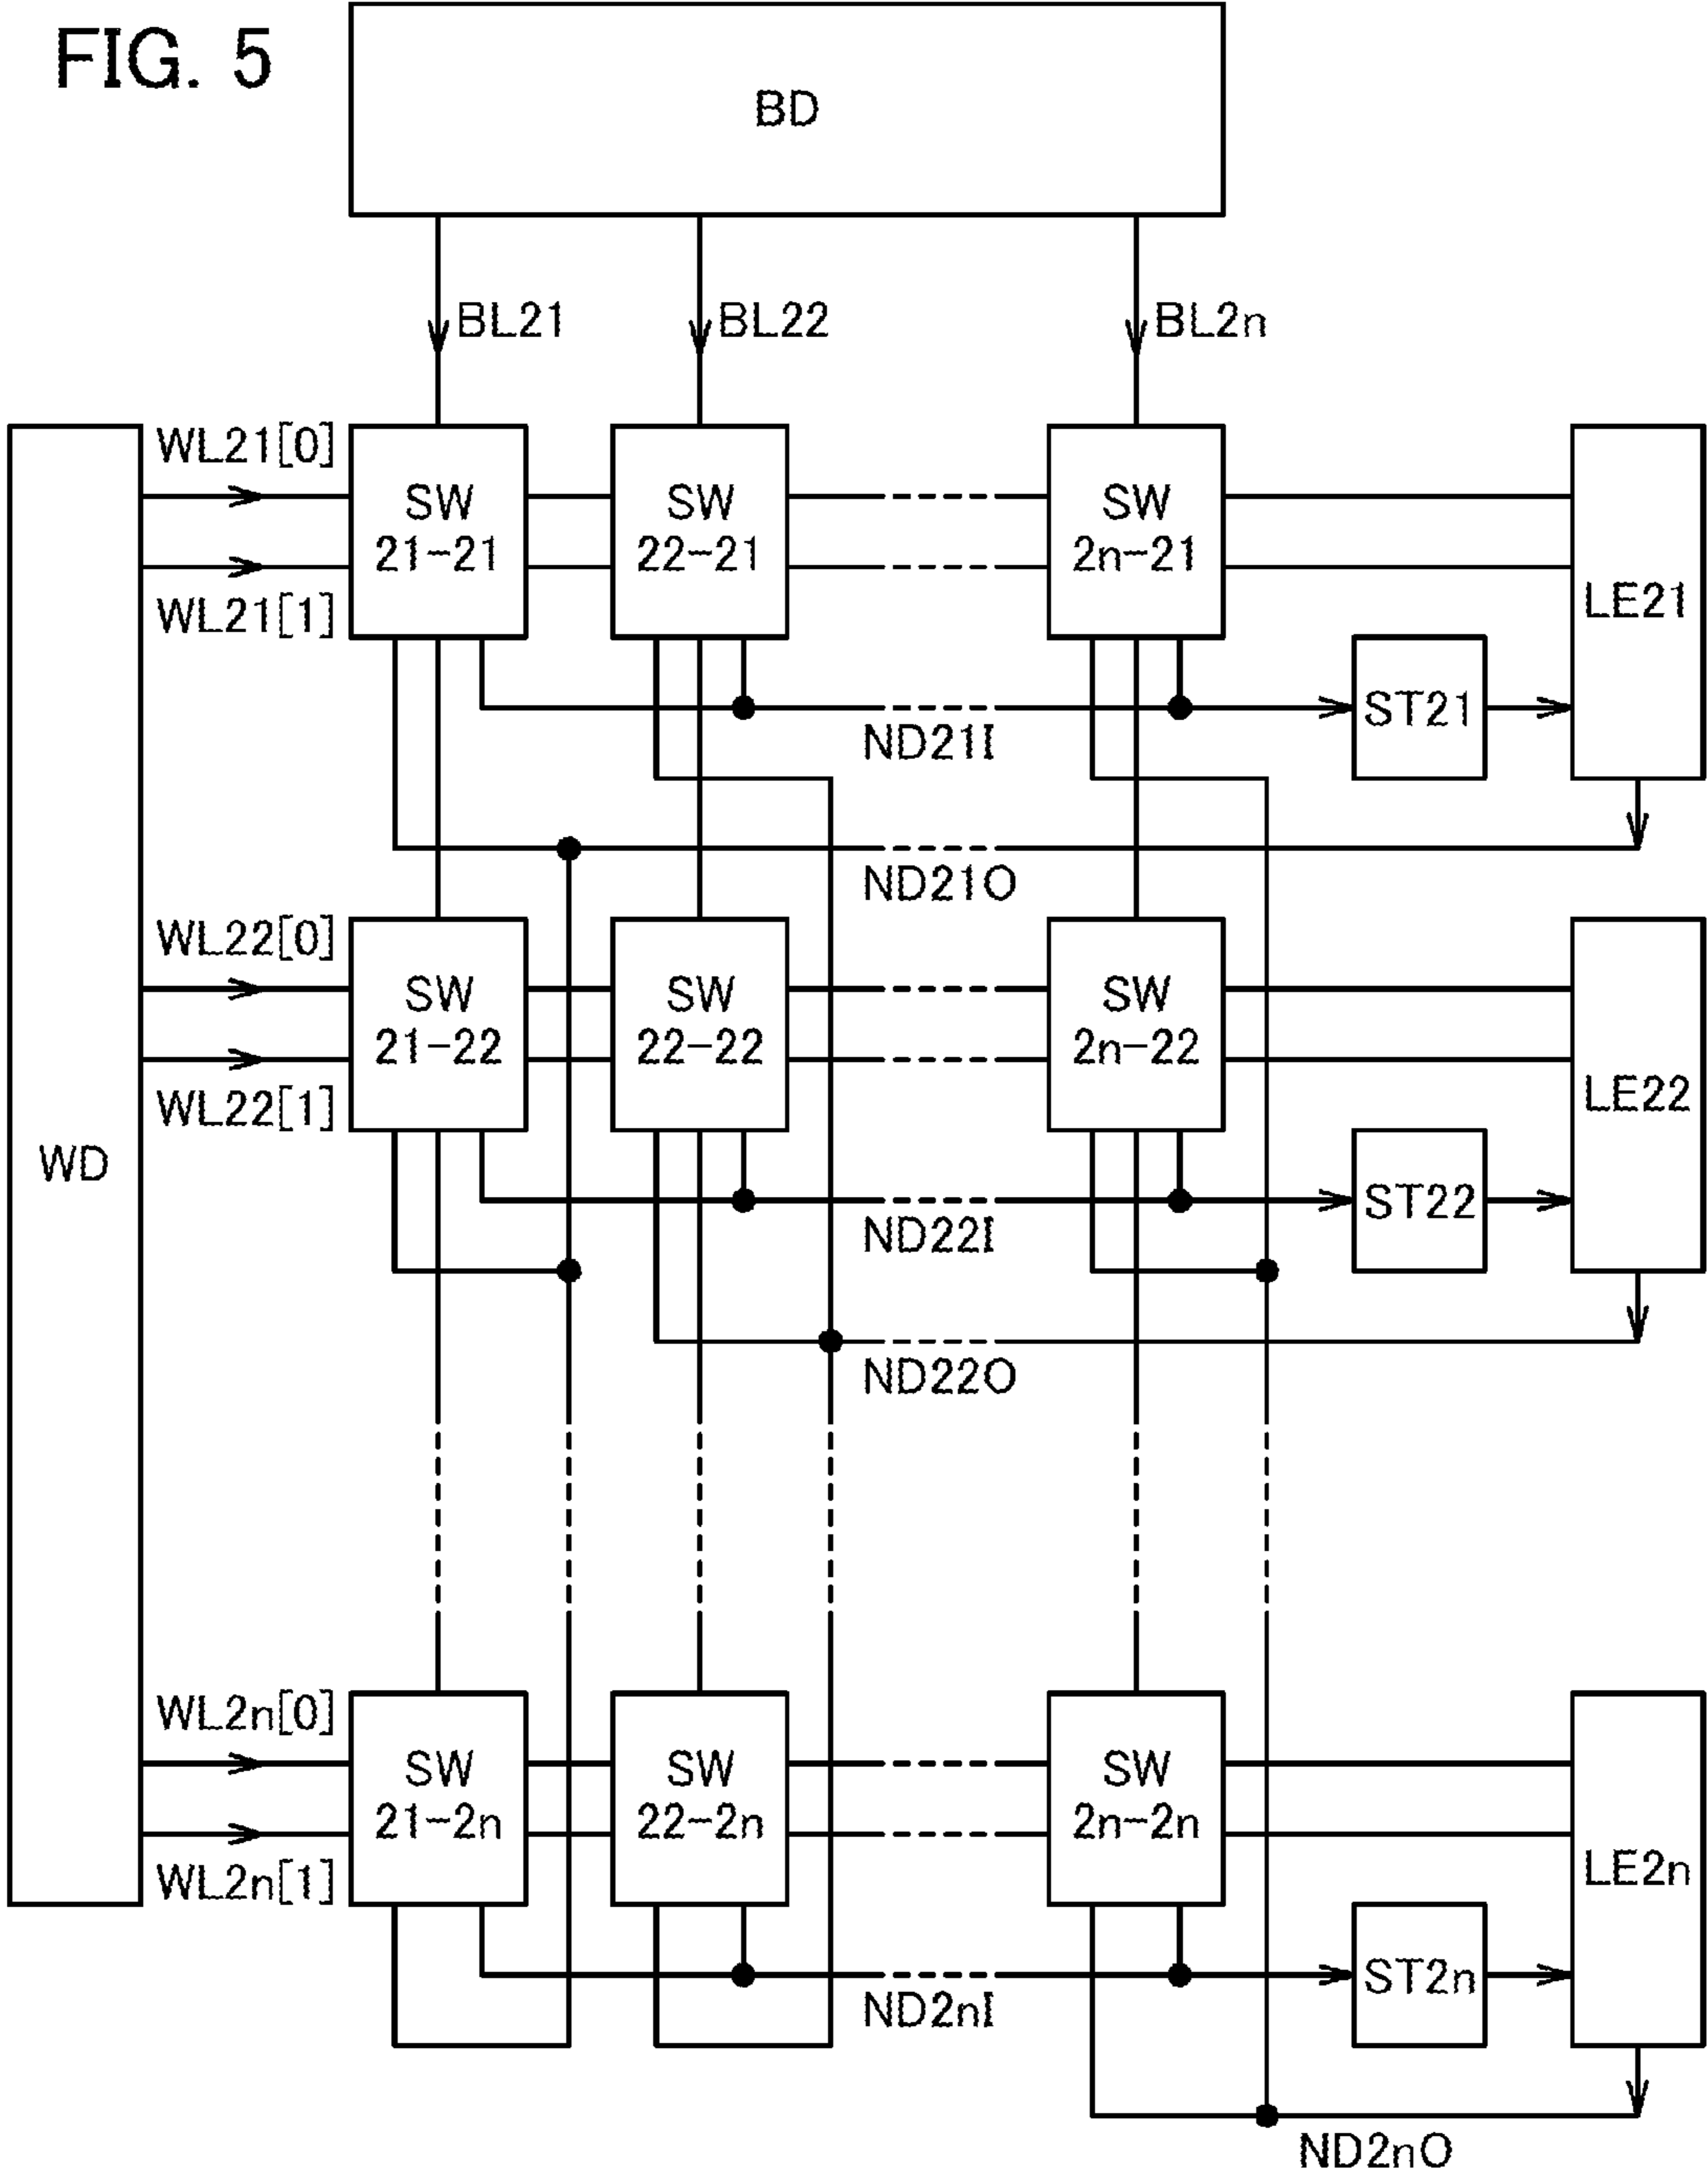 FIG. 5
BD
BL21
BL22
BL2n
WL21[0]
SW
21-21
SW
22-21
SW
2n-21
WL21[1]
LE21
ST21
ND21I
ND21O
WL22[0]
SW
21-22
SW
22-22
SW
2n-22
WL22[1]
LE22
WD
ST22
ND22I
ND22O
WL2n[0]
SW
21-2n
SW
22-2n
SW
2n-2n
WL2n[1]
LE2n
ST2n
ND2nI
ND2nO